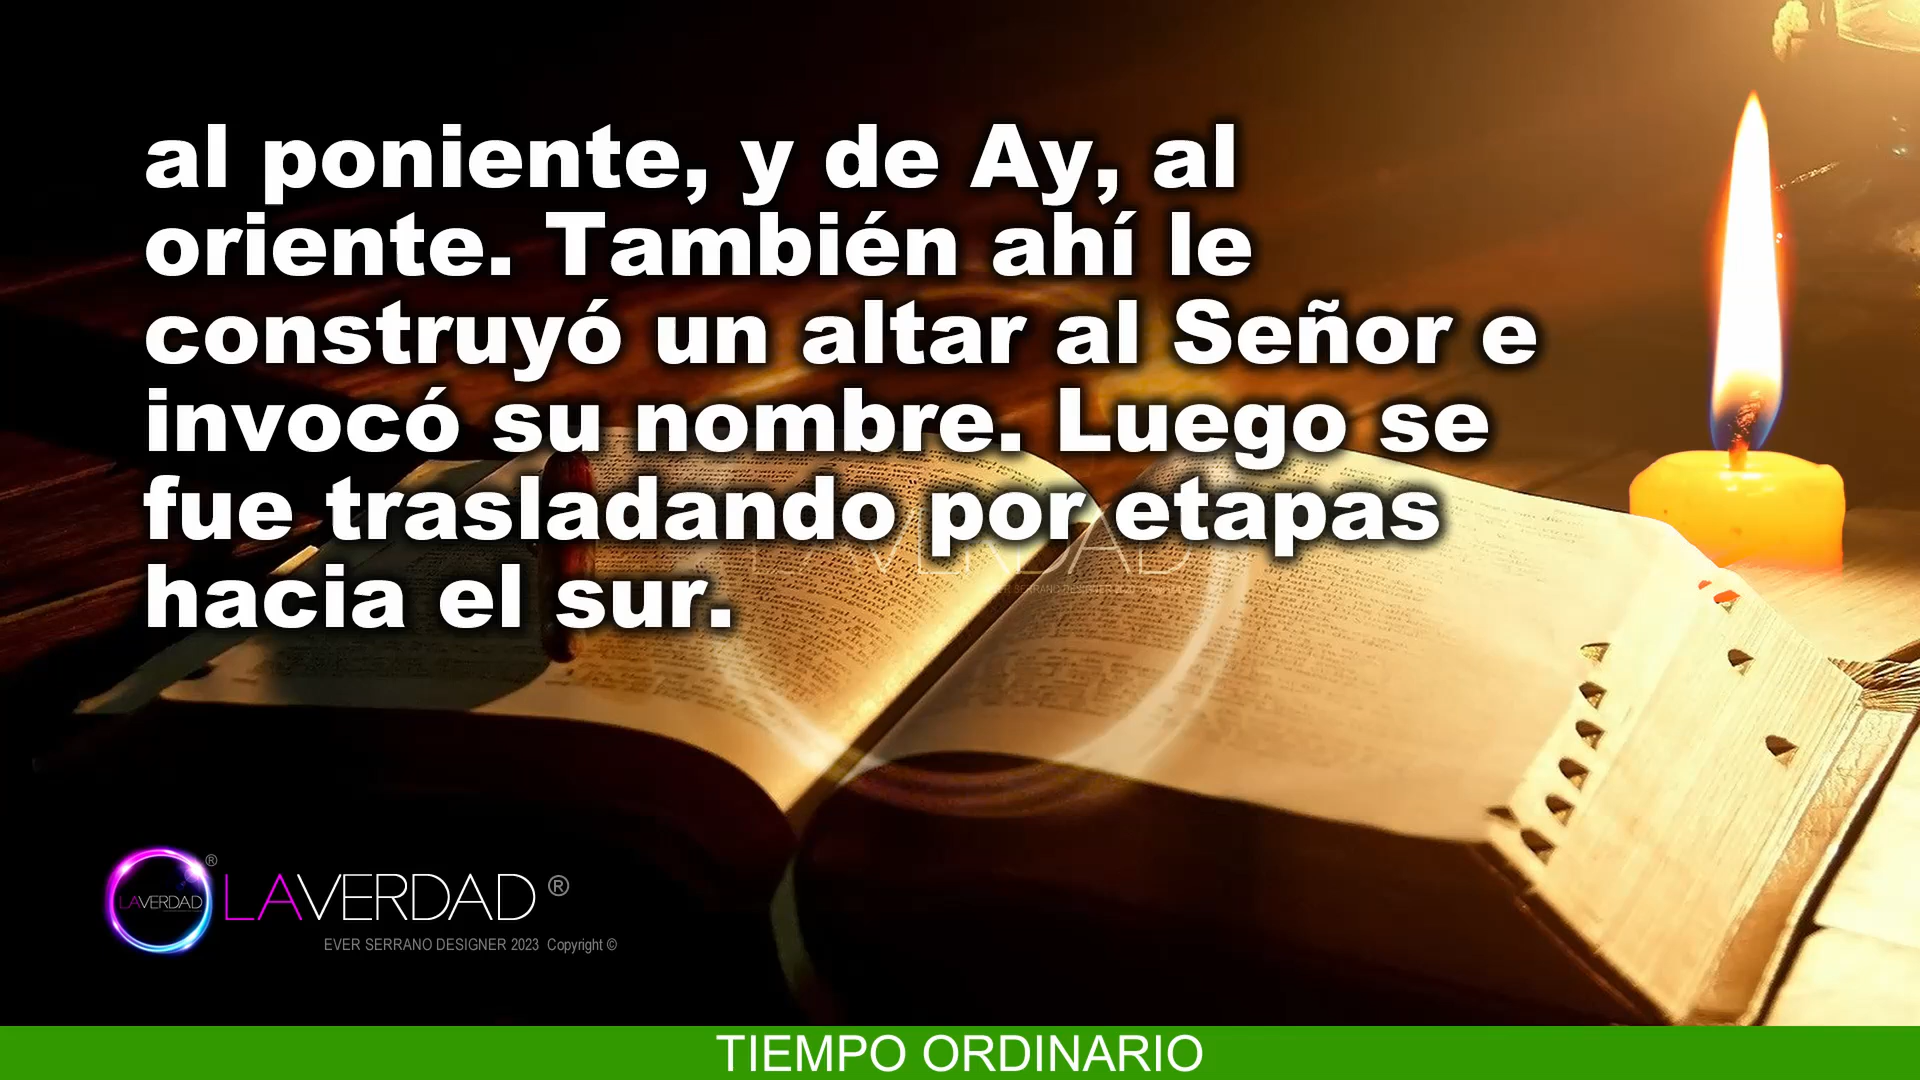 al poniente, y de Ay, al
oriente. También ahí le
construyó un altar al Señor e
invocó su nombre. Luego se
fue trasladando por etapas
hacia el sur.
LAVERDAD
LAVERDAD ®
®
LAVERDAD
EVER SERRANO DESIGNER 2023 Copyright ©
TIEMPO ORDINARIO